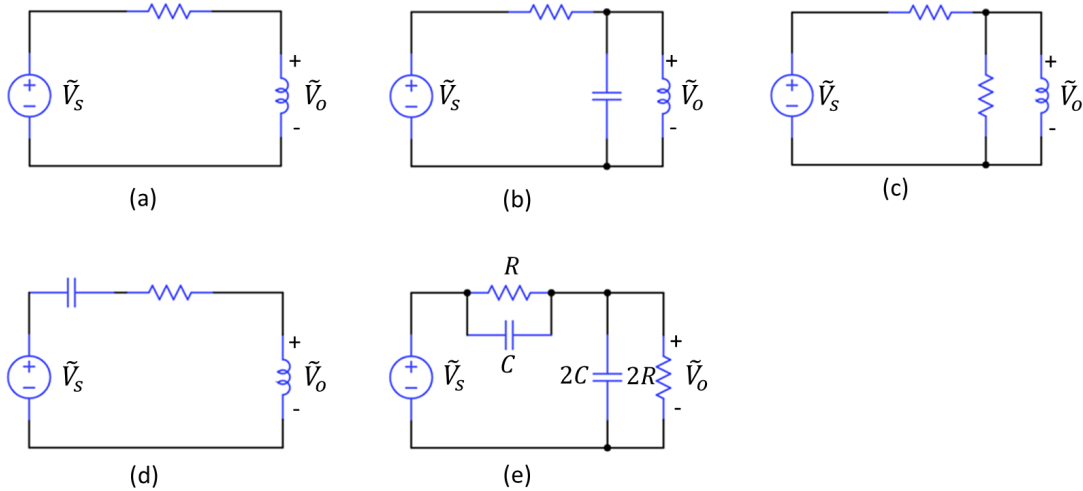 + − Ṽₛ + Ṽₒ -
(a)
+ − Ṽₛ + Ṽₒ -
(b)
+ − Ṽₛ + Ṽₒ -
(c)
+ − Ṽₛ + Ṽₒ -
(d)
R
C
+ − Ṽₛ 2C 2R + Ṽₒ -
(e)